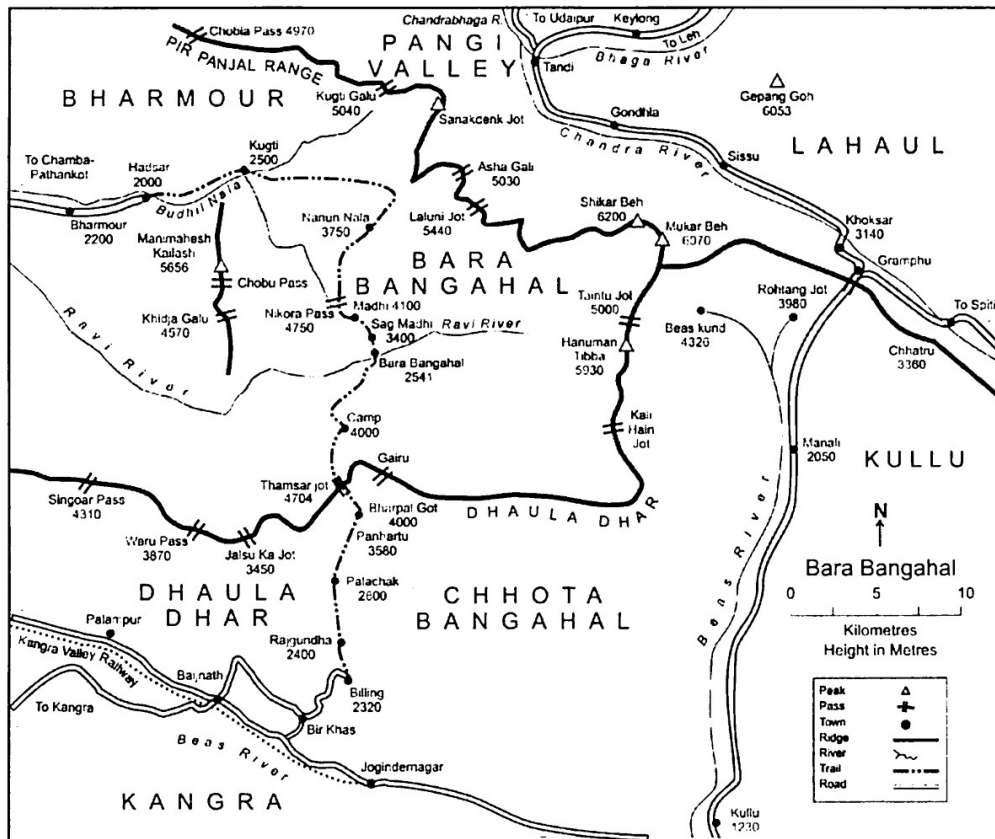 Chobia Pass 4970
Chandrabhaga R.
To Udaipur
Keylong
To Leh
Bhaga River
PIR PANJAL RANGE
PANGI
VALLEY
Tandi
BHARMOUR
Kugti Galu
5040
Sanakdenk Jot
Gepang Goh
6053
Gondhla
Chandra River
Sissu
LAHAUL
To Chamba-
Pathankot
Hadsar
2000
Kugti
2500
Budhil Nala
Bharmour
2200
Asha Gali
5030
Laluni Jot
5440
Shikar Beh
6200
Mukar Beh
6070
Khoksar
3140
Gramphu
To Spiti
Manimahesh
Kailash
5656
Nanun Nala
3750
BARA
BANGAHAL
Chobu Pass
Khidja Galu
4570
Nikora Pass
4750
Madhi 4100
Sag Madhi
3400
Ravi River
Bara Bangahal
2541
Ravi River
Taintu Jol
5000
Hanuman
Tibba
5930
Beas kund
4326
Rohtang Jot
3980
Chhatru
3360
Camp
4000
Kali
Hain
Jot
Manali
2050
KULLU
Gairu
Thamsar jot
4704
Singoar Pass
4310
Waru Pass
3870
Jalsu Ka Jot
3450
Bharpal Got
4000
Panhartu
3580
DHAULA DHAR
Palachak
2800
DHAULA
DHAR
CHHOTA
BANGAHAL
Beas River
N
Bara Bangahal
0 5 10
Kilometres
Height in Metres
Palampur
Kangra Valley Railway
Rajgundha
2400
Baijnath
Billing
2320
To Kangra
Bir Khas
Beas River
Jogindernagar
KANGRA
Kullu
1230
Peak
Pass
Town
Ridge
River
Trail
Road